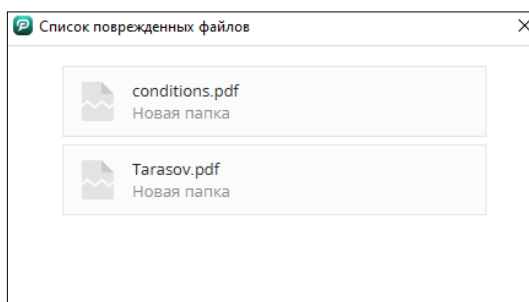 Список поврежденных файлов
conditions.pdf
Новая папка
Tarasov.pdf
Новая папка